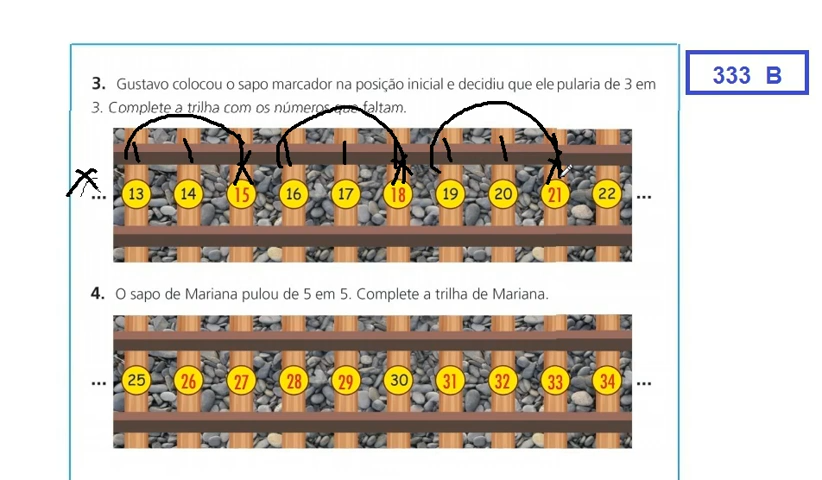 333 B
3. Gustavo colocou o sapo marcador na posição inicial e decidiu que ele pularia de 3 em
3. Complete a trilha com os números que faltam.
... 13 14 15 16 17 18 19 20 21 22 ...
4. O sapo de Mariana pulou de 5 em 5. Complete a trilha de Mariana.
... 25 26 27 28 29 30 31 32 33 34 ...